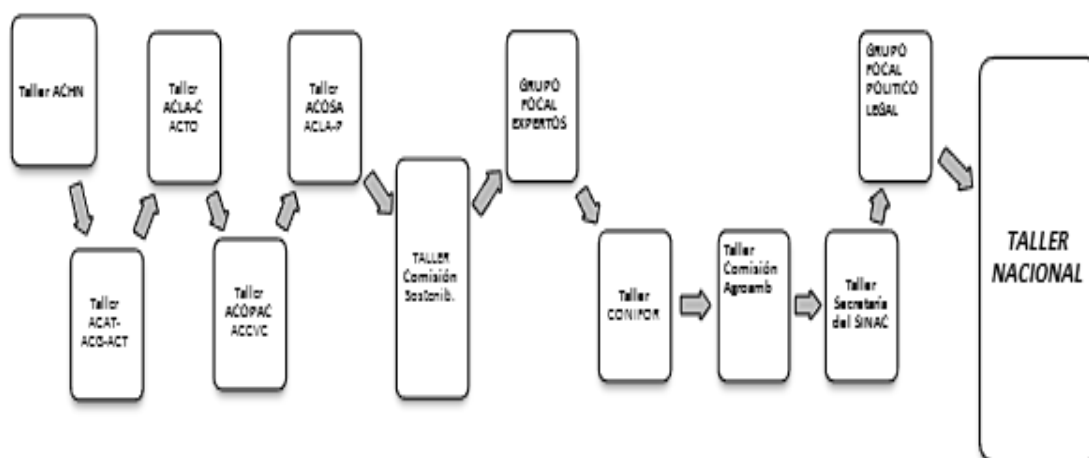 Taller ACHN
Taller
ACAT-
ACG-ACT
Taller
ACLA-C
ACTO
Taller
ACOPAC
ACCVC
Taller
ACOSA
ACLA-P
TALLER
Comisión
Sostenib.
GRUPO
FOCAL
EXPERTOS
Taller
CONIFOR
Taller
Comisión
Agroamb
Taller
Secretaría
del SINAC
GRUPO
FOCAL
POLITICO
LEGAL
TALLER
NACIONAL